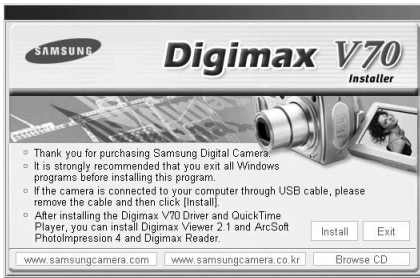 SAMSUNG
Digimax V70
Installer
Thank you for purchasing Samsung Digital Camera.
It is strongly recommended that you exit all Windows
programs before installing this program.
If the camera is connected to your computer through USB cable, please
remove the cable and then click [Install].
After installing the Digimax V70 Driver and QuickTime
Player, you can install Digimax Viewer 2.1 and ArcSoft
PhotoImpression 4 and Digimax Reader.
Install Exit
www.samsungcamera.com www.samsungcamera.co.kr Browse CD